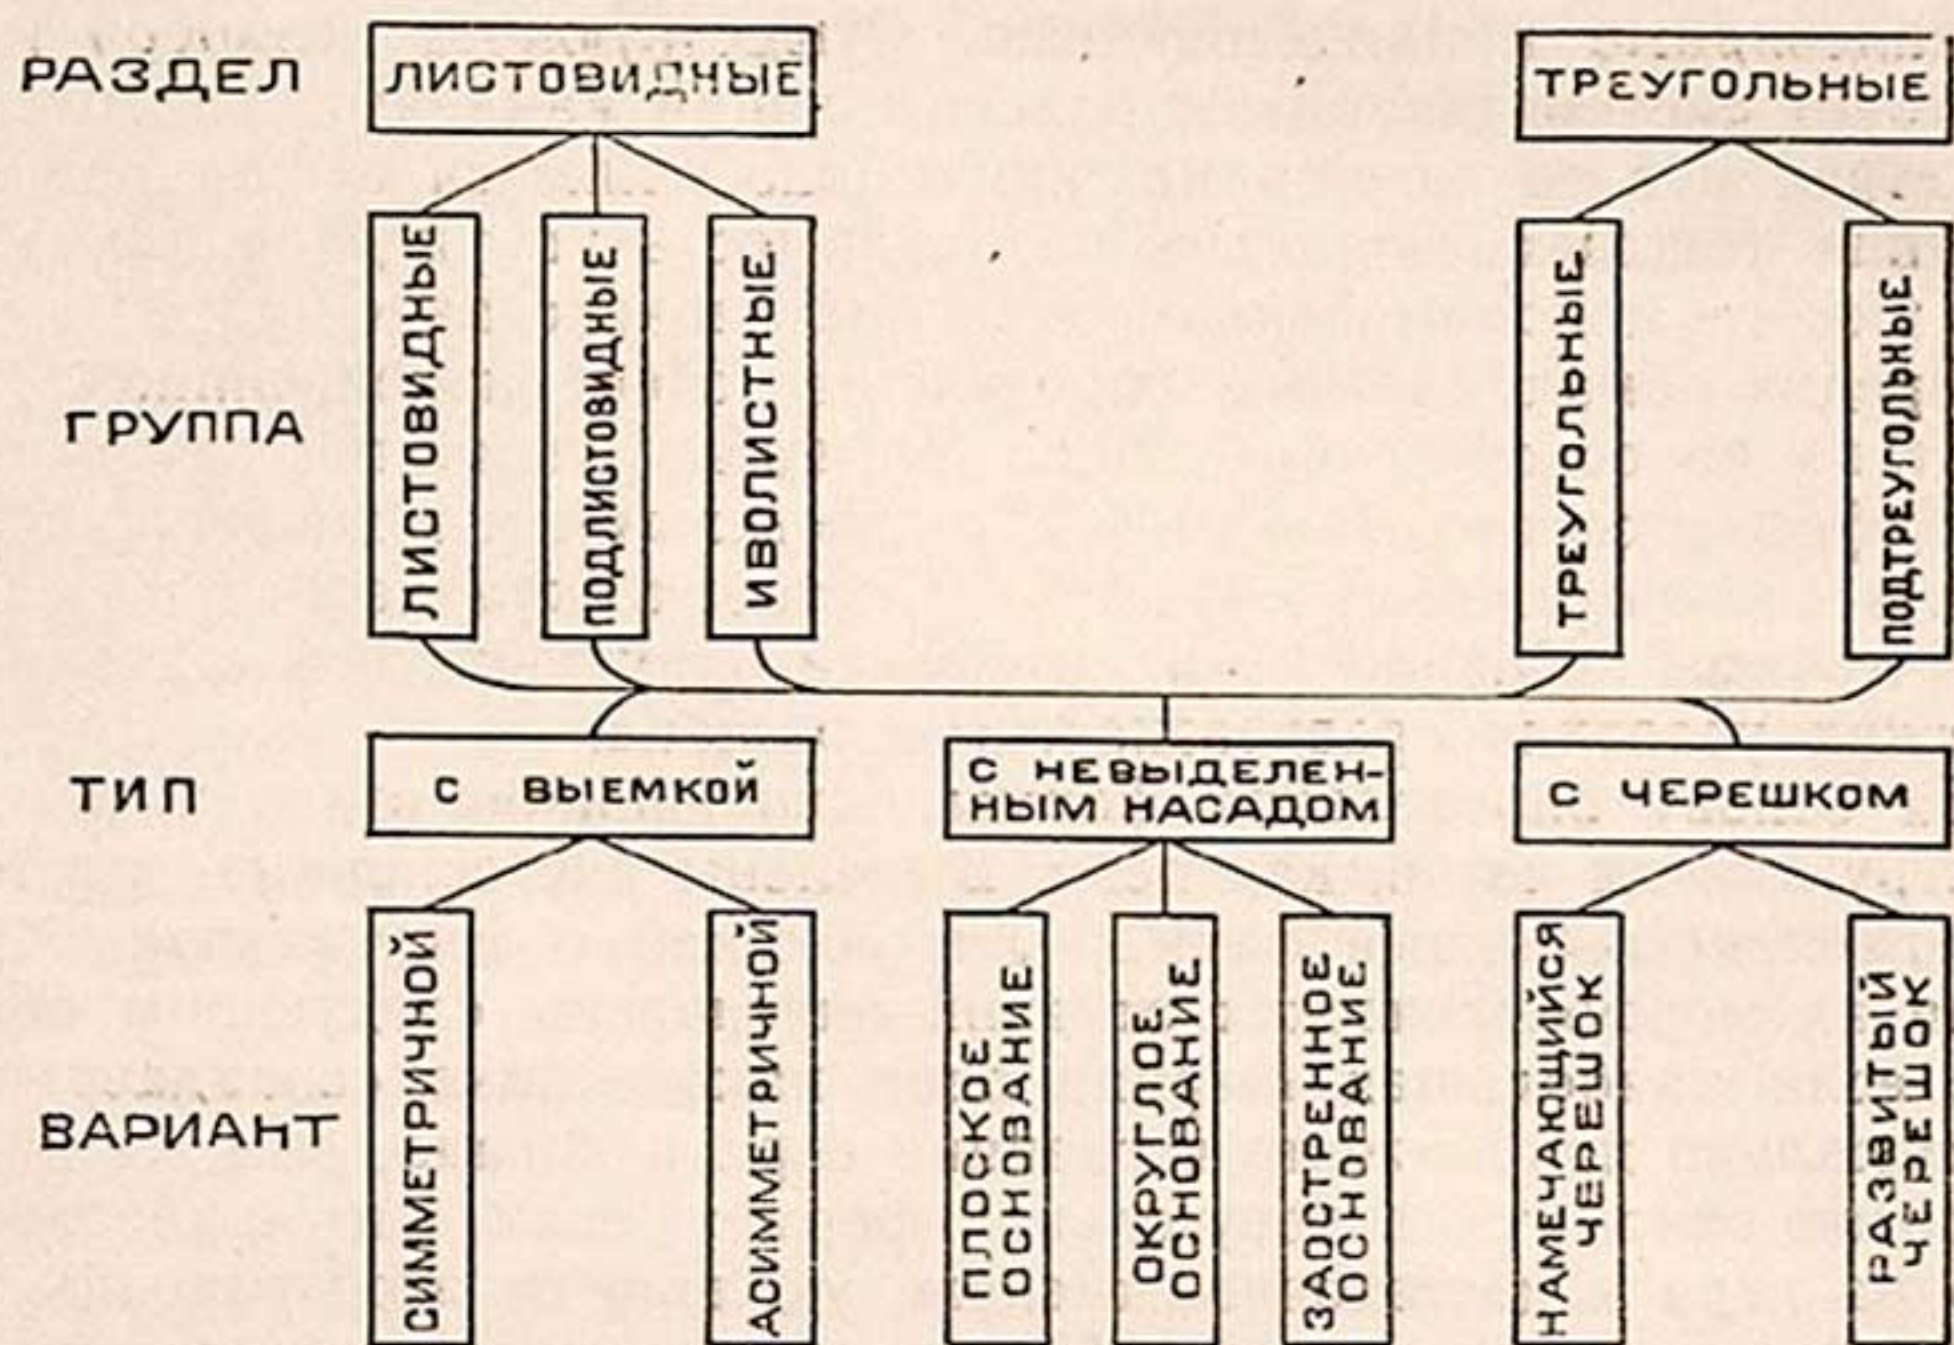 РАЗДЕЛ
ЛИСТОВИДНЫЕ
ТРЕУГОЛЬНЫЕ
ГРУППА
ЛИСТОВИДНЫЕ
ПОДЛИСТОВИДНЫЕ
ИВОЛИСТНЫЕ
ТРЕУГОЛЬНЫЕ
ПОДТРЕУГОЛЬНЫЕ
ТИП
С ВЫЕМКОЙ
С НЕВЫДЕЛЕН-
НЫМ НАСАДОМ
С ЧЕРЕШКОМ
ВАРИАНТ
СИММЕТРИЧНОЙ
АСИММЕТРИЧНОЙ
ПЛОСКОЕ
ОСНОВАНИЕ
ОКРУГЛОЕ
ОСНОВАНИЕ
ЗАОСТРЕННОЕ
ОСНОВАНИЕ
НАМЕЧАЮЩИЙСЯ
ЧЕРЕШОК
РАЗВИТЫЙ
ЧЕРЕШОК